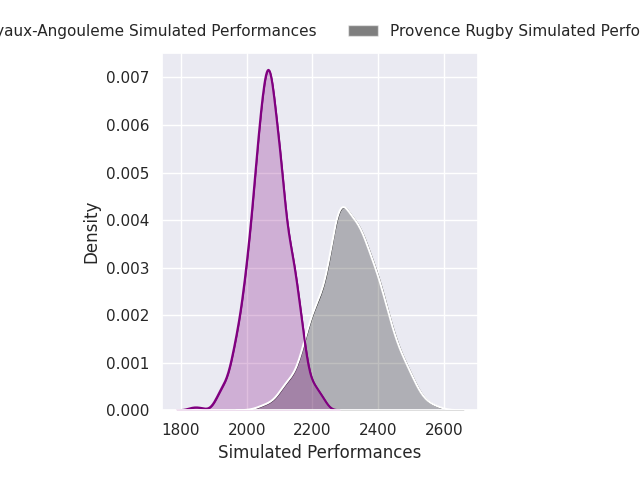 yaux-Angouleme Simulated Performances Provence Rugby Simulated Perfo
0.007
0.006
0.005
0.004
0.003
0.002
0.001
0.000
Density
1800 2000 2200 2400 2600
Simulated Performances